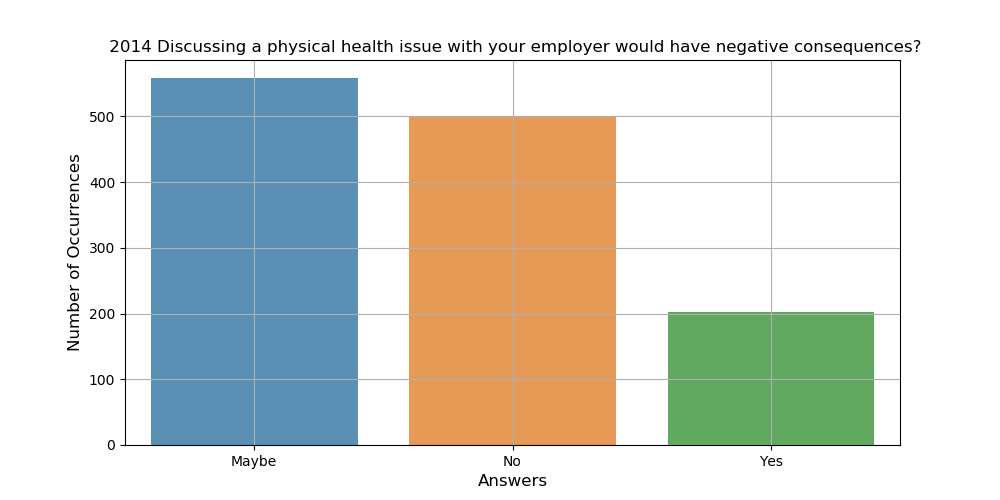 2014 Discussing a physical health issue with your employer would have negative consequences?
Number of Occurrences
500
400
300
200
100
0
Maybe
No
Yes
Answers